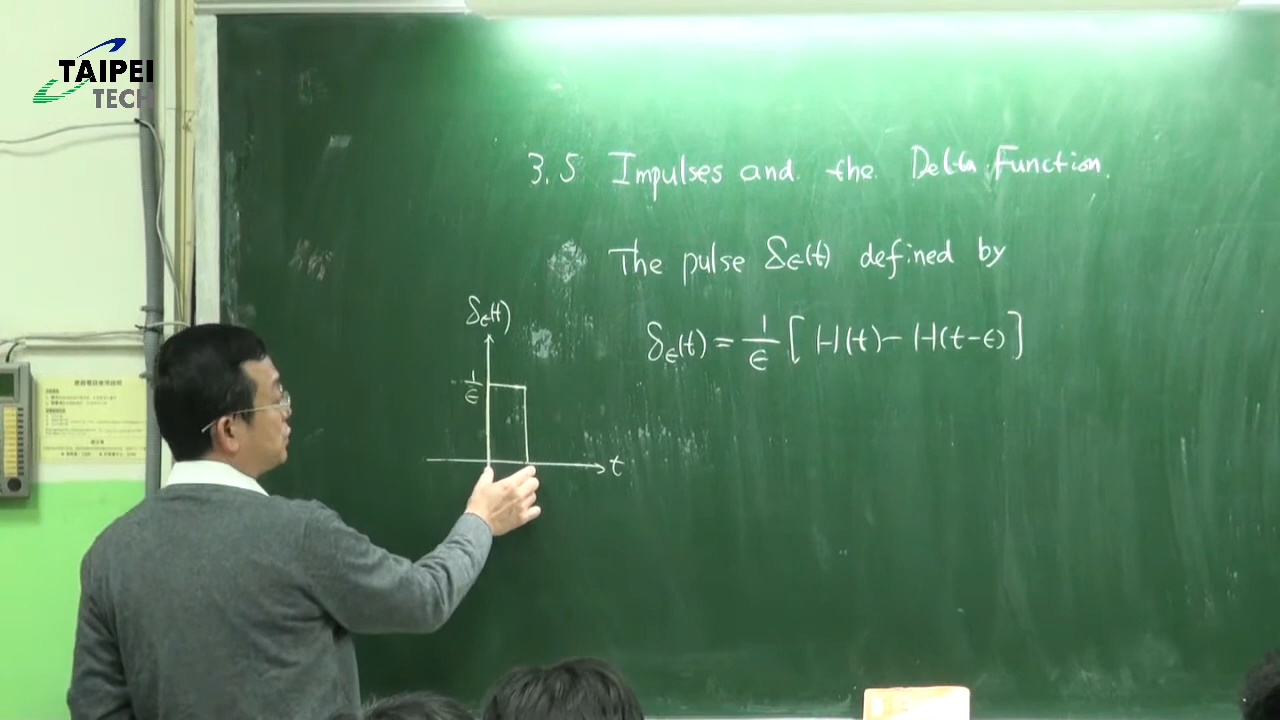 TAIPEI
TECH
3.5 Impulses and the Delta Function.
The pulse δε(t) defined by
δε(t) = 1/ε [H(t) - H(t-ε)]
δε(t)
1/ε
t